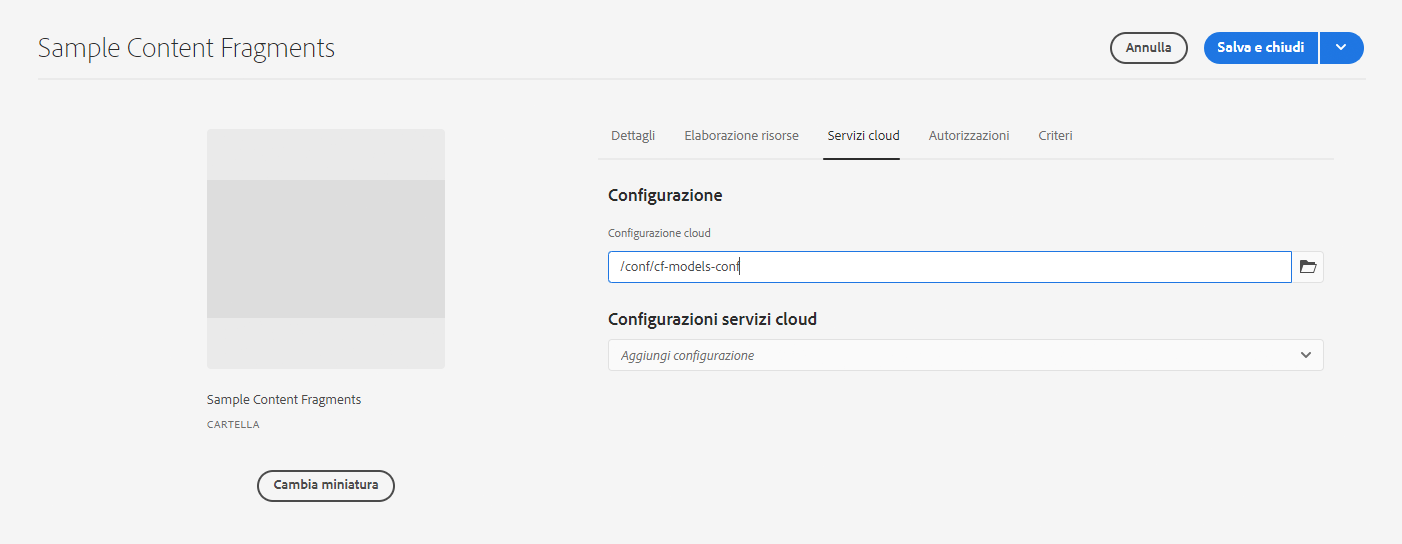 Sample Content Fragments
Annulla
Salva e chiudi
Dettagli
Elaborazione risorse
Servizi cloud
Autorizzazioni
Criteri
Configurazione
Configurazione cloud
/conf/cf-models-conf
Configurazioni servizi cloud
Aggiungi configurazione
Sample Content Fragments
CARTELLA
Cambia miniatura